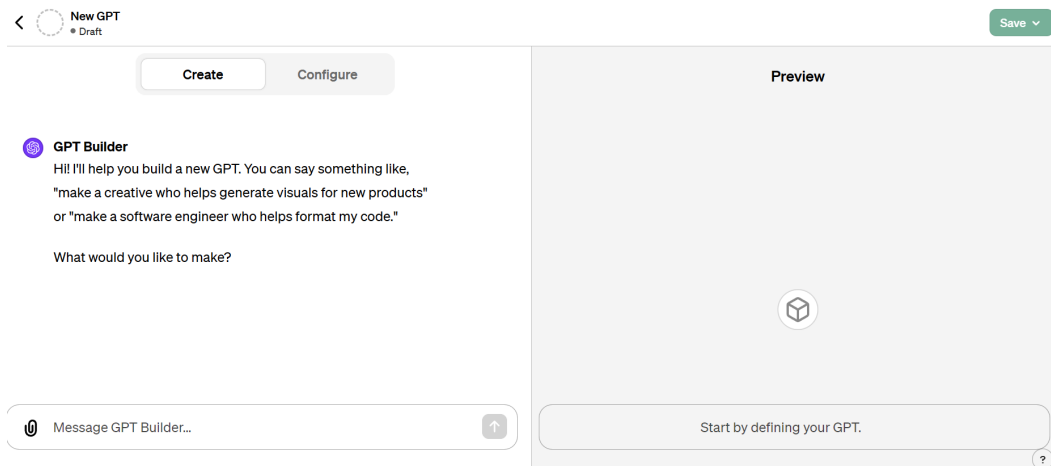 New GPT
Draft
Save
Create
Configure
Preview
GPT Builder
Hi! I'll help you build a new GPT. You can say something like,
"make a creative who helps generate visuals for new products"
or "make a software engineer who helps format my code."
What would you like to make?
Message GPT Builder...
Start by defining your GPT.
?